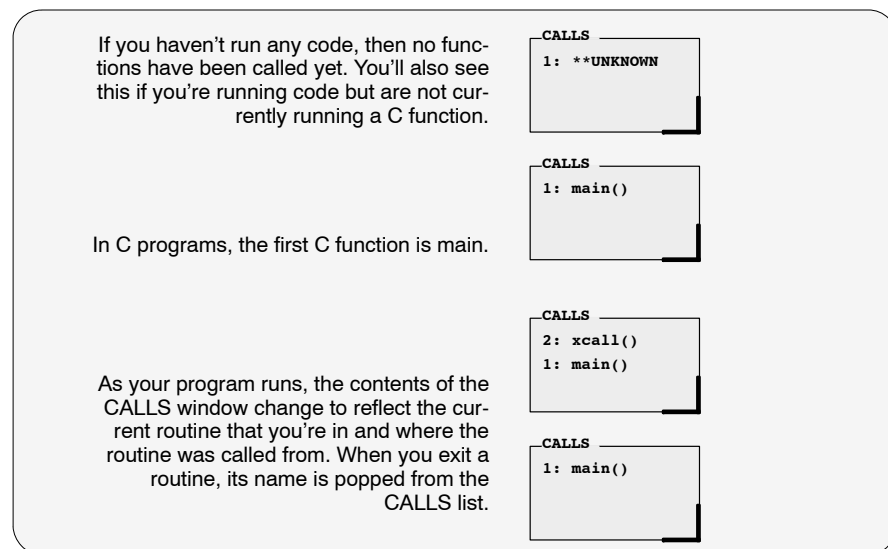 If you haven't run any code, then no func-
tions have been called yet. You'll also see
this if you're running code but are not cur-
rently running a C function.
CALLS
1: **UNKNOWN
CALLS
1: main()
In C programs, the first C function is main.
CALLS
2: xcall()
1: main()
As your program runs, the contents of the
CALLS window change to reflect the cur-
rent routine that you're in and where the
routine was called from. When you exit a
routine, its name is popped from the
CALLS list.
CALLS
1: main()